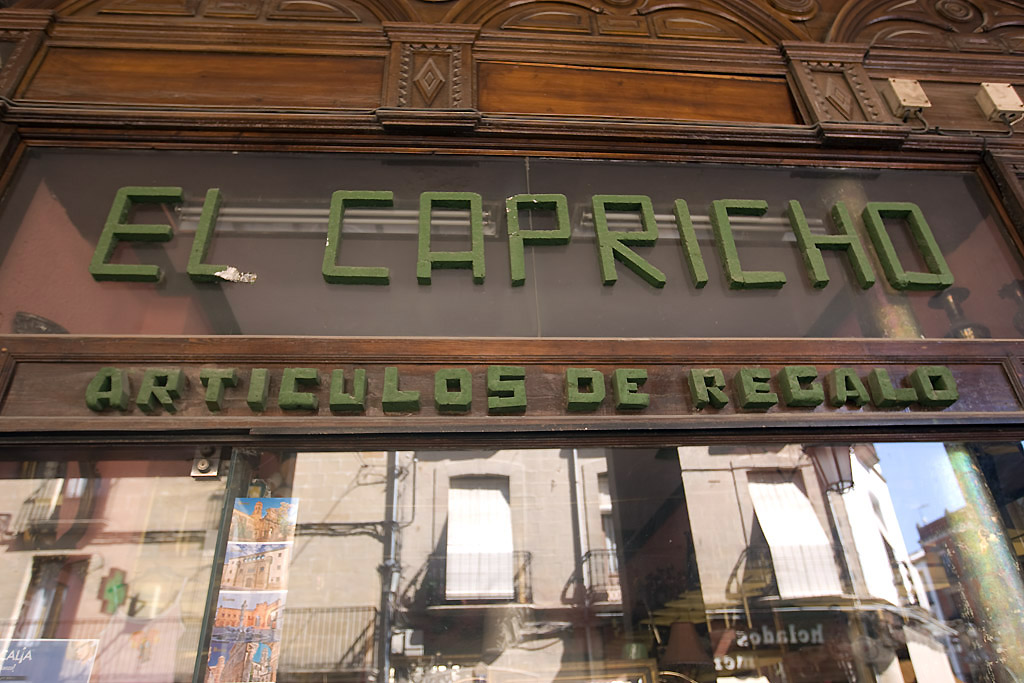 EL CAPRICHO
ARTICULOS DE REGALO
helados